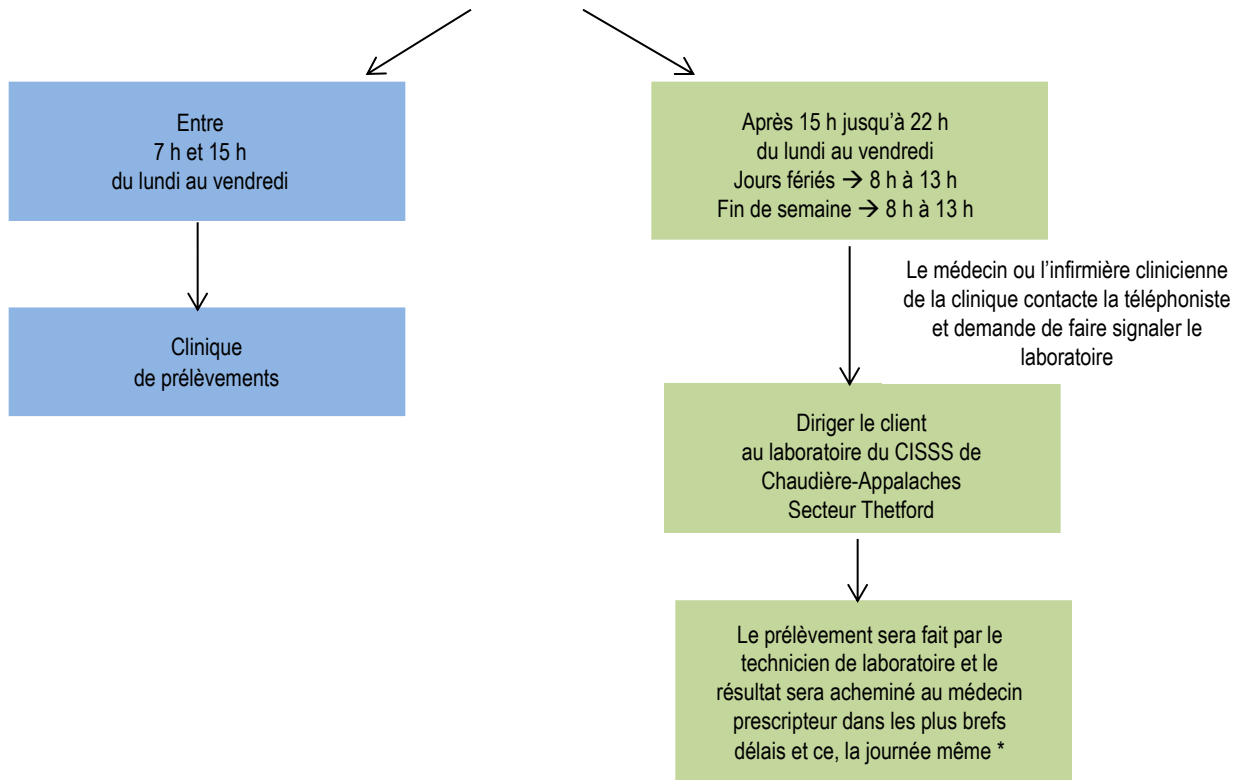 Entre
7 h et 15 h
du lundi au vendredi
Clinique
de prélèvements
Après 15 h jusqu’à 22 h
du lundi au vendredi
Jours fériés → 8 h à 13 h
Fin de semaine → 8 h à 13 h
Le médecin ou l’infirmière clinicienne
de la clinique contacte la téléphoniste
et demande de faire signaler le
laboratoire
Diriger le client
au laboratoire du CISSS de
Chaudière-Appalaches
Secteur Thetford
Le prélèvement sera fait par le
technicien de laboratoire et le
résultat sera acheminé au médecin
prescripteur dans les plus brefs
délais et ce, la journée même *